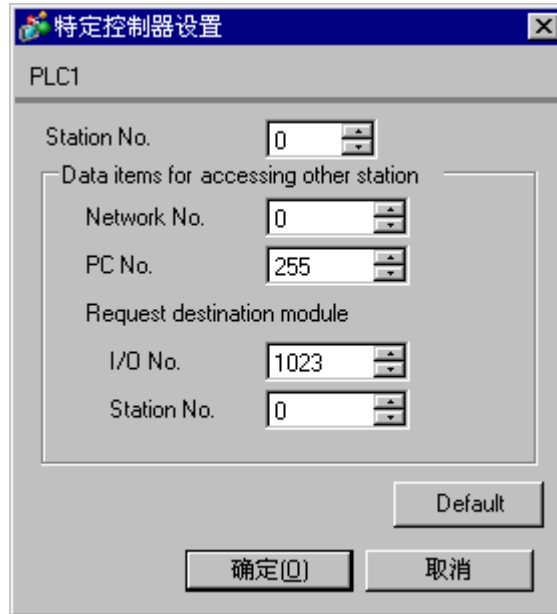 特定控制器设置
PLC1
Station No. 0
Data items for accessing other station
Network No. 0
PC No. 255
Request destination module
I/O No. 1023
Station No. 0
Default
确定(O) 取消